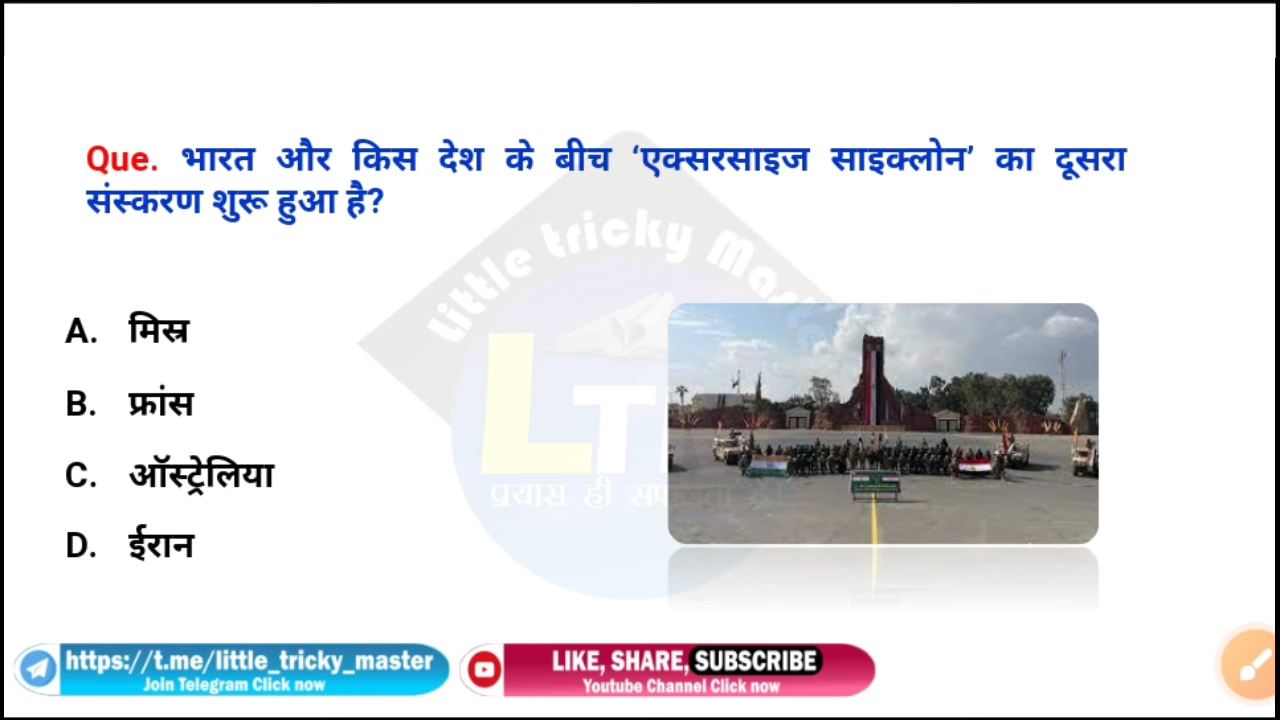 Que. भारत और किस देश के बीच ‘एक्सरसाइज साइक्लोन’ का दूसरा
संस्करण शुरू हुआ है?
Little tricky Master
A. मिस्र
B. फ्रांस
C. ऑस्ट्रेलिया
D. ईरान
LT
प्रयास ही
https://t.me/little_tricky_master
Join Telegram Click now
LIKE, SHARE, SUBSCRIBE
Youtube Channel Click now